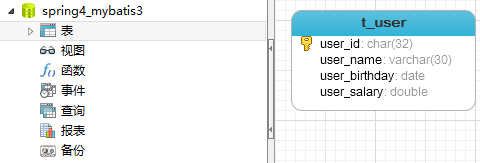 spring4_mybatis3
表
视图
函数
事件
查询
报表
备份
t_user
user_id: char(32)
user_name: varchar(30)
user_birthday: date
user_salary: double